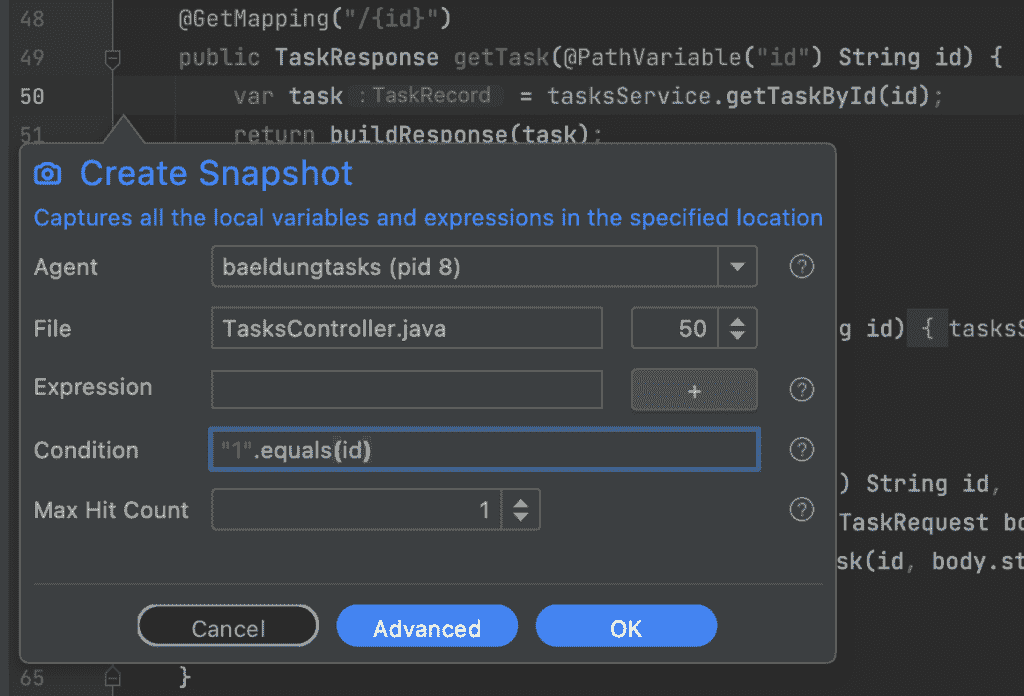 48 @GetMapping("/{id}")
49 public TaskResponse getTask(@PathVariable("id") String id) {
50 var task : TaskRecord = tasksService.getTaskById(id);
51 return buildResponse(task);
Create Snapshot
Captures all the local variables and expressions in the specified location
Agent baeldungtasks (pid 8) ?
File TasksController.java 50
g id) { tasksS
Expression + ?
Condition "1".equals(id) ?
) String id,
Max Hit Count 1 ?
TaskRequest bo
sk(id, body.st
Cancel Advanced OK
65 }